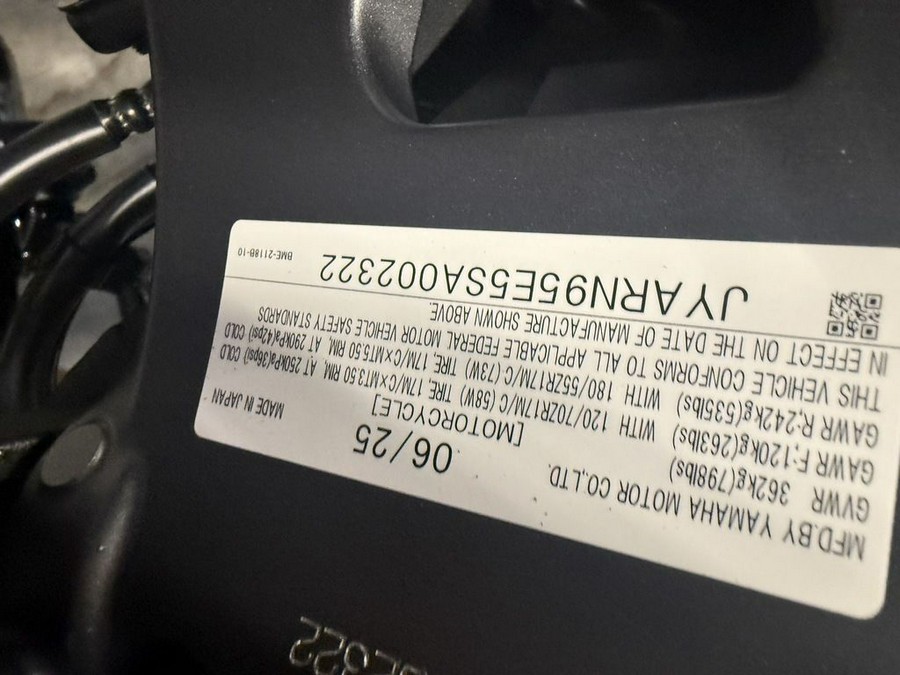 MFD.BY YAMAHA MOTOR CO.,LTD. 06/25 MADE IN JAPAN
GVWR 362kg(798lbs) [MOTORCYCLE]
GAWR F:120kg(263lbs) WITH 120/70ZR17M/C (58W) TIRE, 17M/C×MT3.50 RIM, AT 250kPa(36psi) COLD
GAWR R:242kg(535lbs) WITH 180/55ZR17M/C (73W) TIRE, 17M/C×MT5.50 RIM, AT 290kPa(42psi) COLD
THIS VEHICLE CONFORMS TO ALL APPLICABLE FEDERAL MOTOR VEHICLE SAFETY STANDARDS
IN EFFECT ON THE DATE OF MANUFACTURE SHOWN ABOVE.
JYARN95E5SA002322 BME-2118B-10